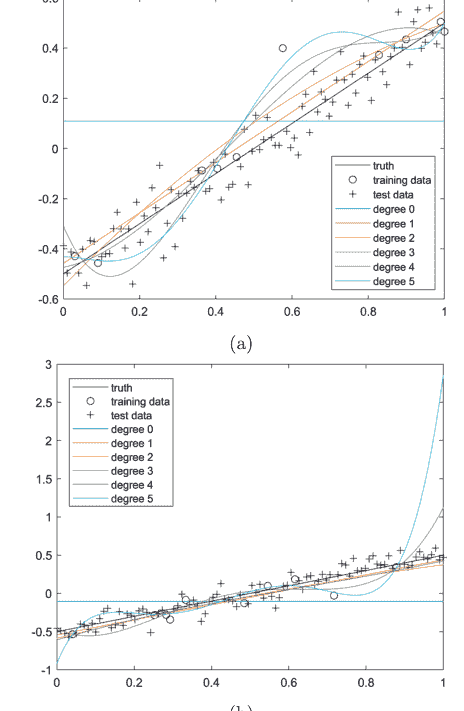 0.4
0.2
0
-0.2
-0.4
-0.6
truth
training data
test data
degree 0
degree 1
degree 2
degree 3
degree 4
degree 5
0 0.2 0.4 0.6 0.8 1
(a)
3
2.5
2
1.5
1
0.5
0
-0.5
-1
truth
training data
test data
degree 0
degree 1
degree 2
degree 3
degree 4
degree 5
0 0.2 0.4 0.6 0.8 1